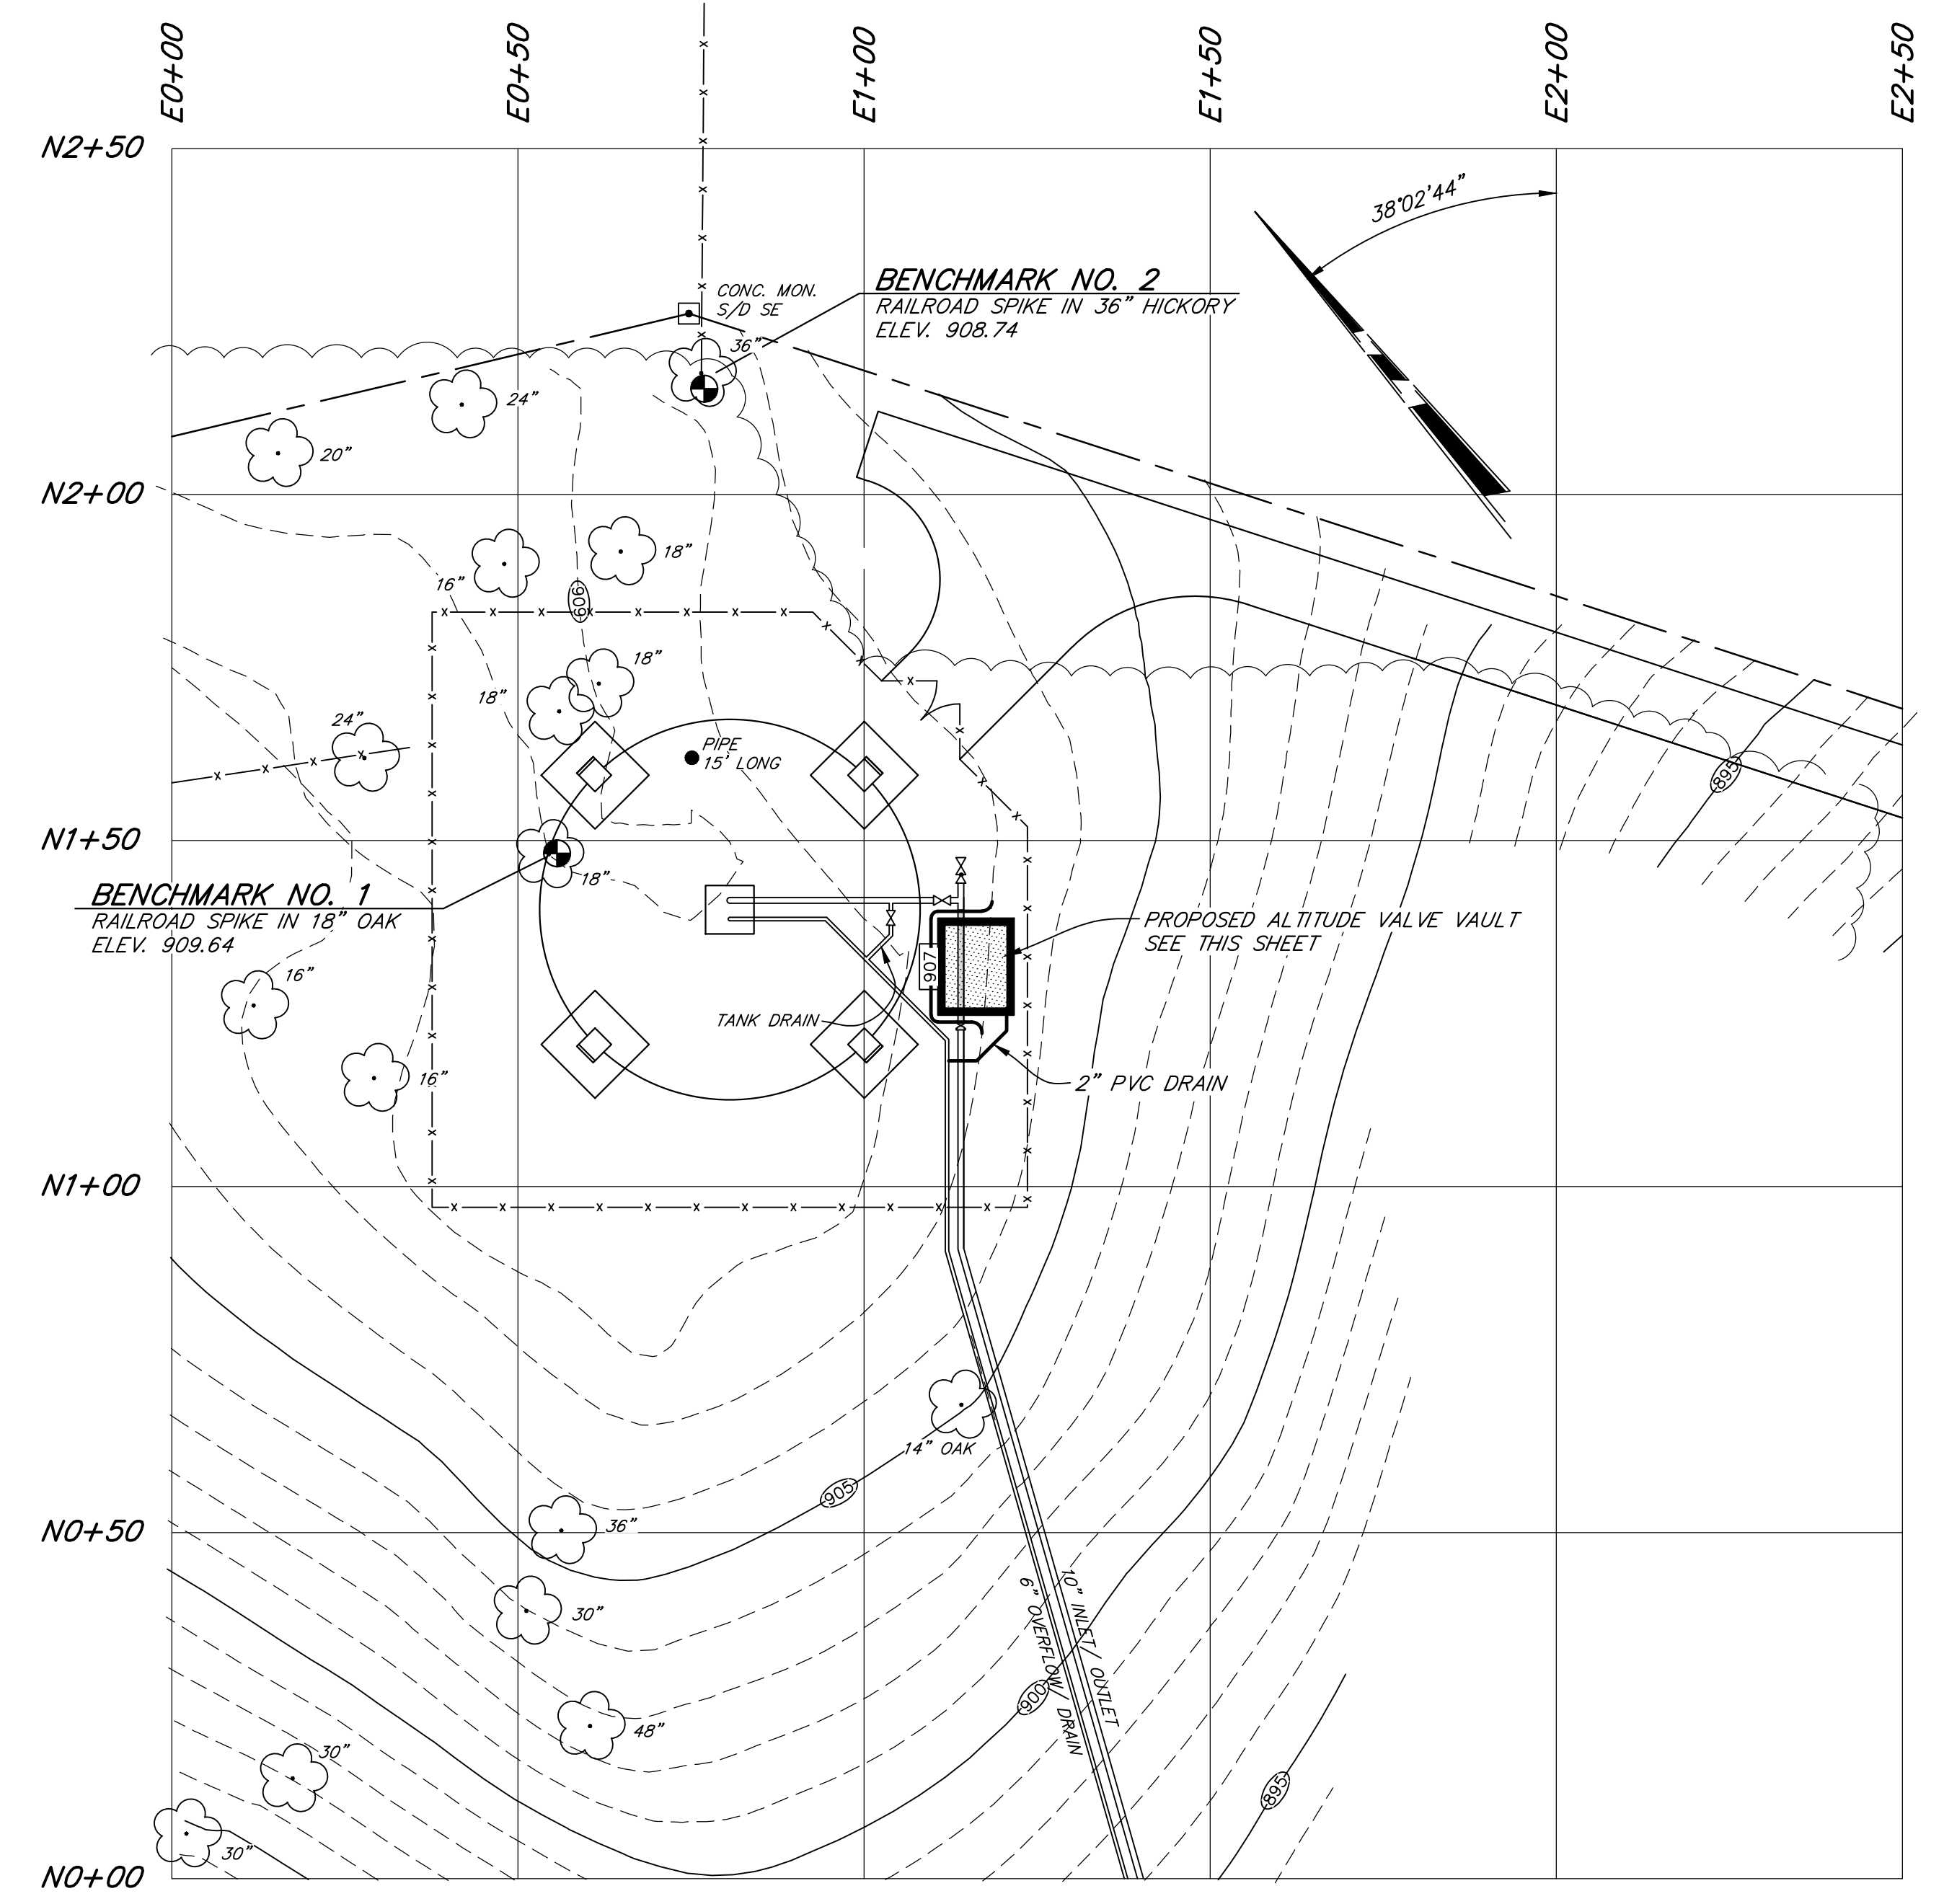 E0+00
E0+50
E1+00
E1+50
E2+00
E2+50
N2+50
38°02'44"
BENCHMARK NO. 2
RAILROAD SPIKE IN 36" HICKORY
ELEV. 908.74
CONC. MON.
S/D SE
36"
24"
20"
N2+00
18"
16"
909
18"
18"
24"
PIPE
15' LONG
895
N1+50
18"
BENCHMARK NO. 1
RAILROAD SPIKE IN 18" OAK
ELEV. 909.64
PROPOSED ALTITUDE VALVE VAULT
SEE THIS SHEET
907
16"
TANK DRAIN
16"
2" PVC DRAIN
N1+00
14" OAK
905
36"
N0+50
30"
10" INLET/ OUTLET
6" OVERFLOW/ DRAIN
900
48"
30"
895
30"
N0+00